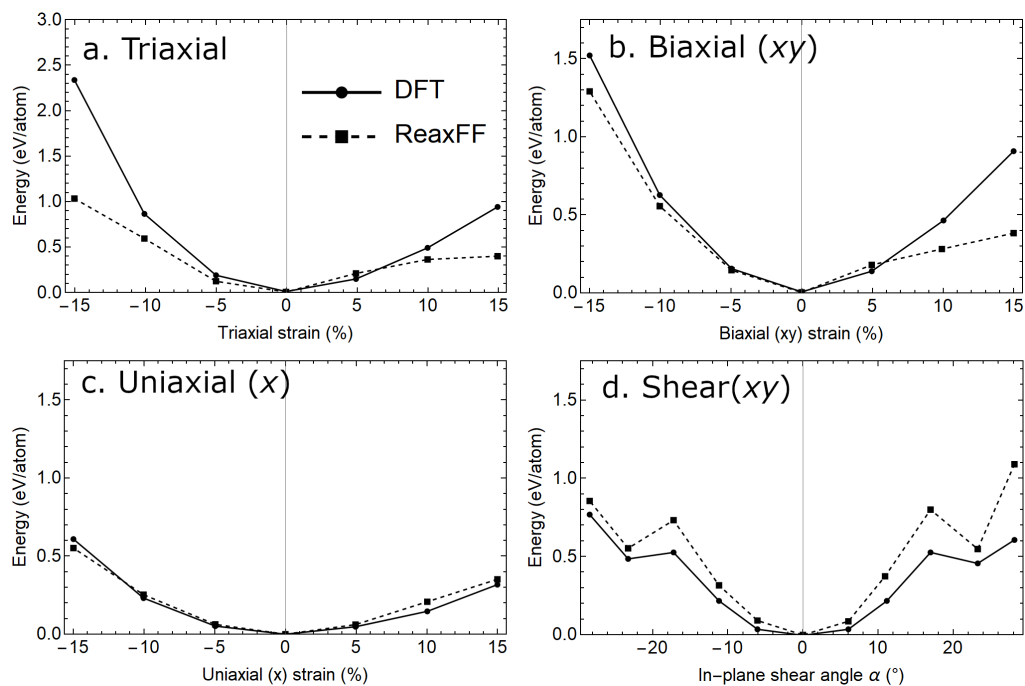 a. Triaxial
DFT
ReaxFF
Energy (eV/atom)
3.0
2.5
2.0
1.5
1.0
0.5
0.0
−15 −10 −5 0 5 10 15
Triaxial strain (%)
b. Biaxial (xy)
Energy (eV/atom)
1.5
1.0
0.5
0.0
−15 −10 −5 0 5 10 15
Biaxial (xy) strain (%)
c. Uniaxial (x)
Energy (eV/atom)
1.5
1.0
0.5
0.0
−15 −10 −5 0 5 10 15
Uniaxial (x) strain (%)
d. Shear(xy)
Energy (eV/atom)
1.5
1.0
0.5
0.0
−20 −10 0 10 20
In−plane shear angle α (°)